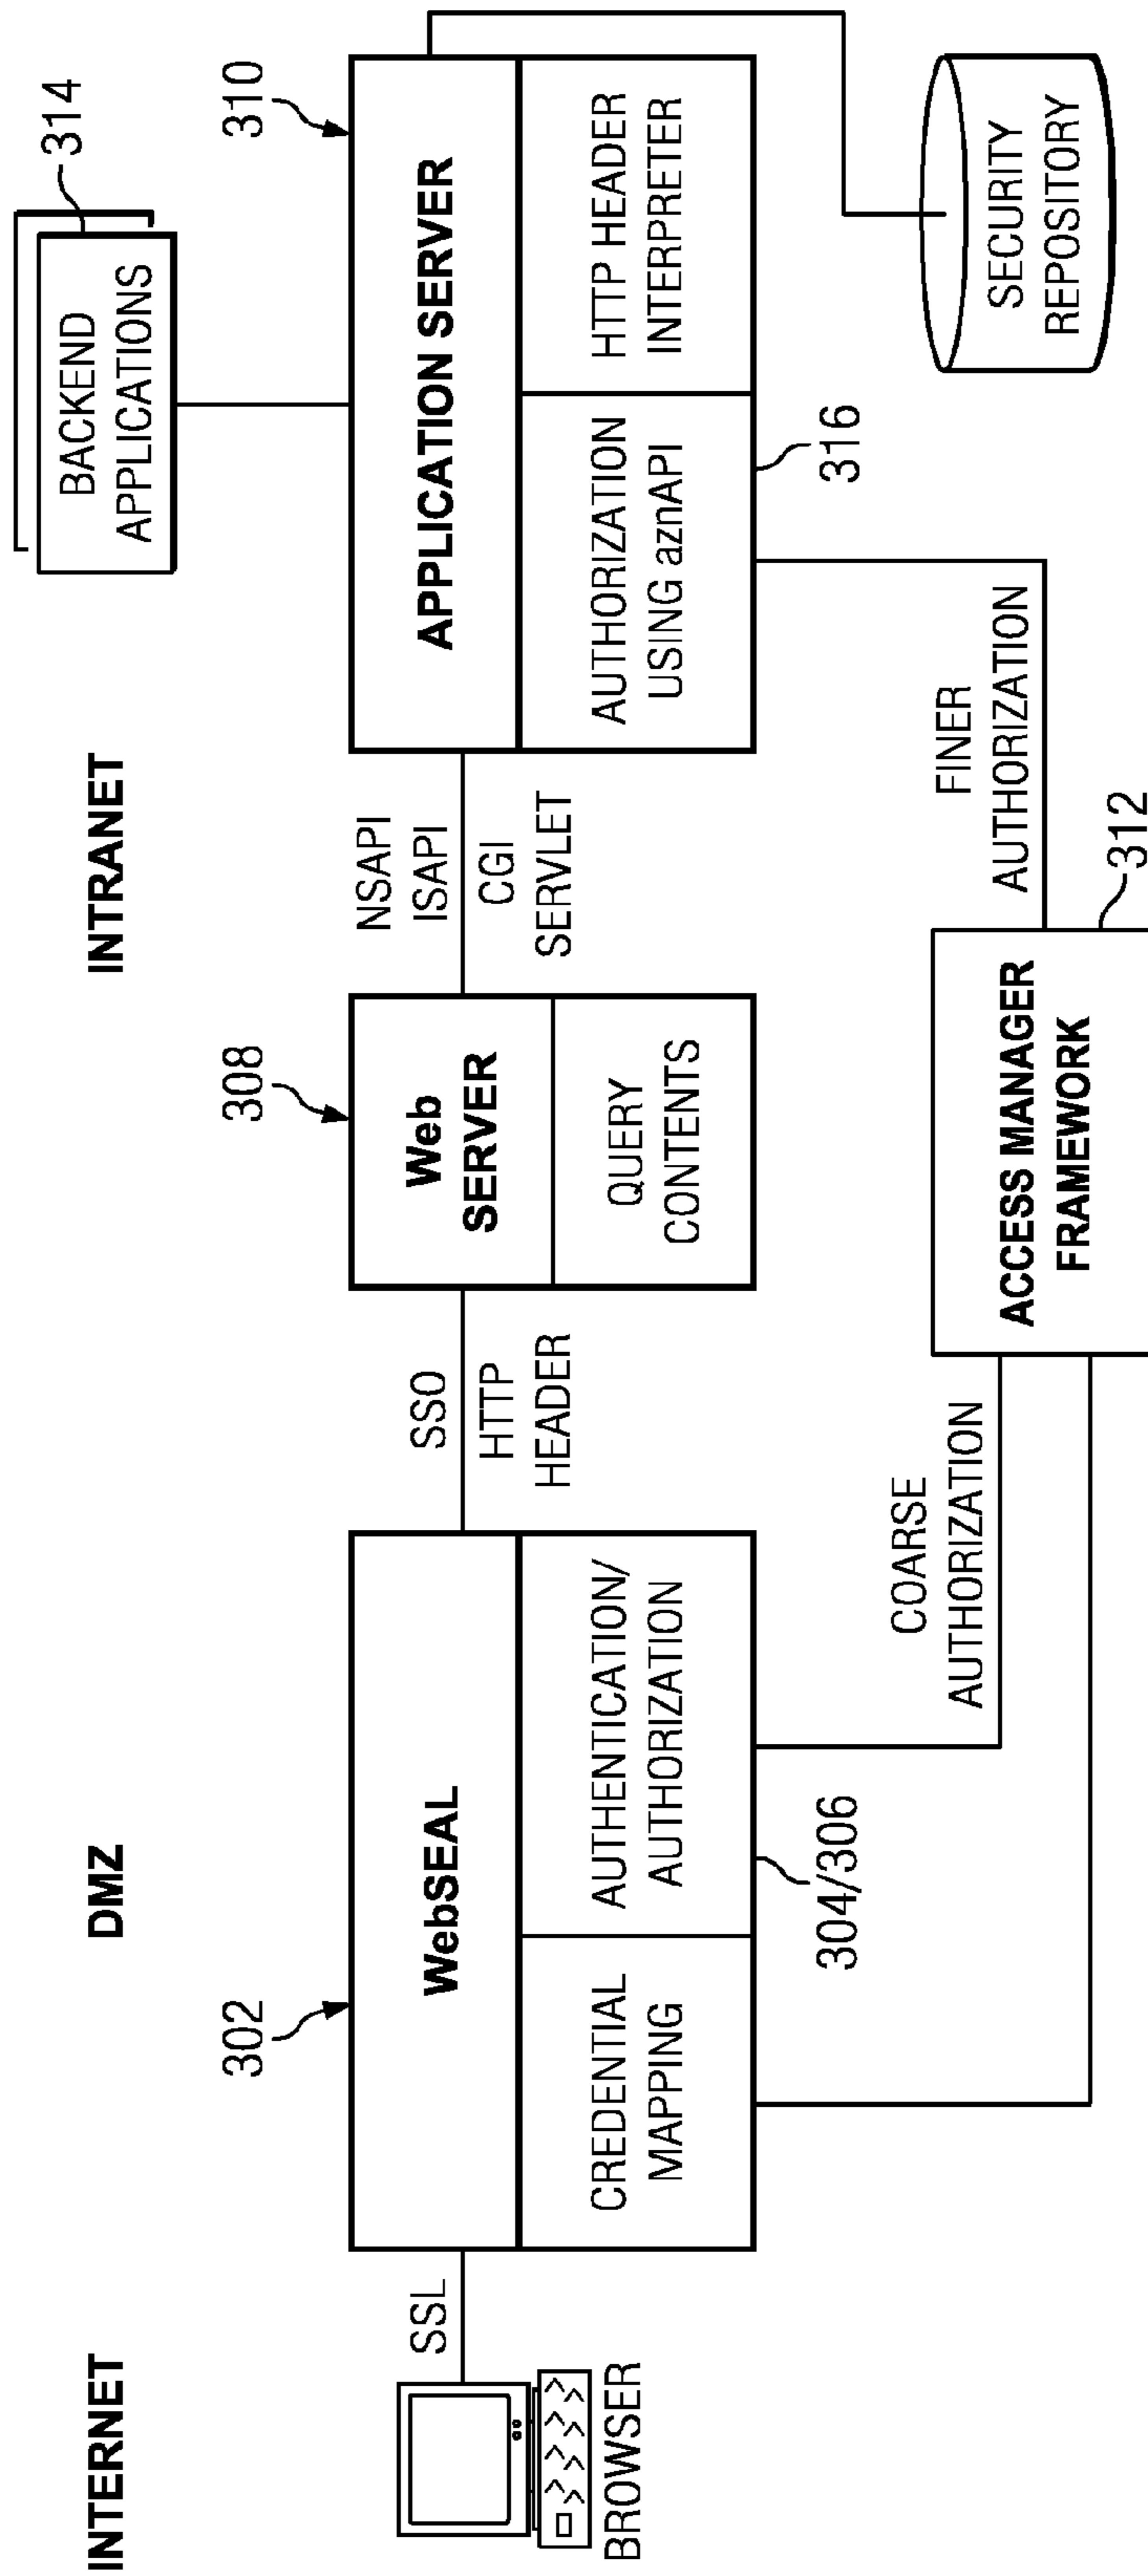 INTERNET
DMZ
INTRANET
BROWSER
SSL
302
WebSEAL
CREDENTIAL
MAPPING
AUTHENTICATION/
AUTHORIZATION
304/306
SSO
HTTP
HEADER
308
Web
SERVER
QUERY
CONTENTS
NSAPI
ISAPI
CGI
SERVLET
310
APPLICATION SERVER
AUTHORIZATION
USING aznAPI
316
HTTP HEADER
INTERPRETER
BACKEND
APPLICATIONS
314
COARSE
AUTHORIZATION
ACCESS MANAGER
FRAMEWORK
312
FINER
AUTHORIZATION
SECURITY
REPOSITORY